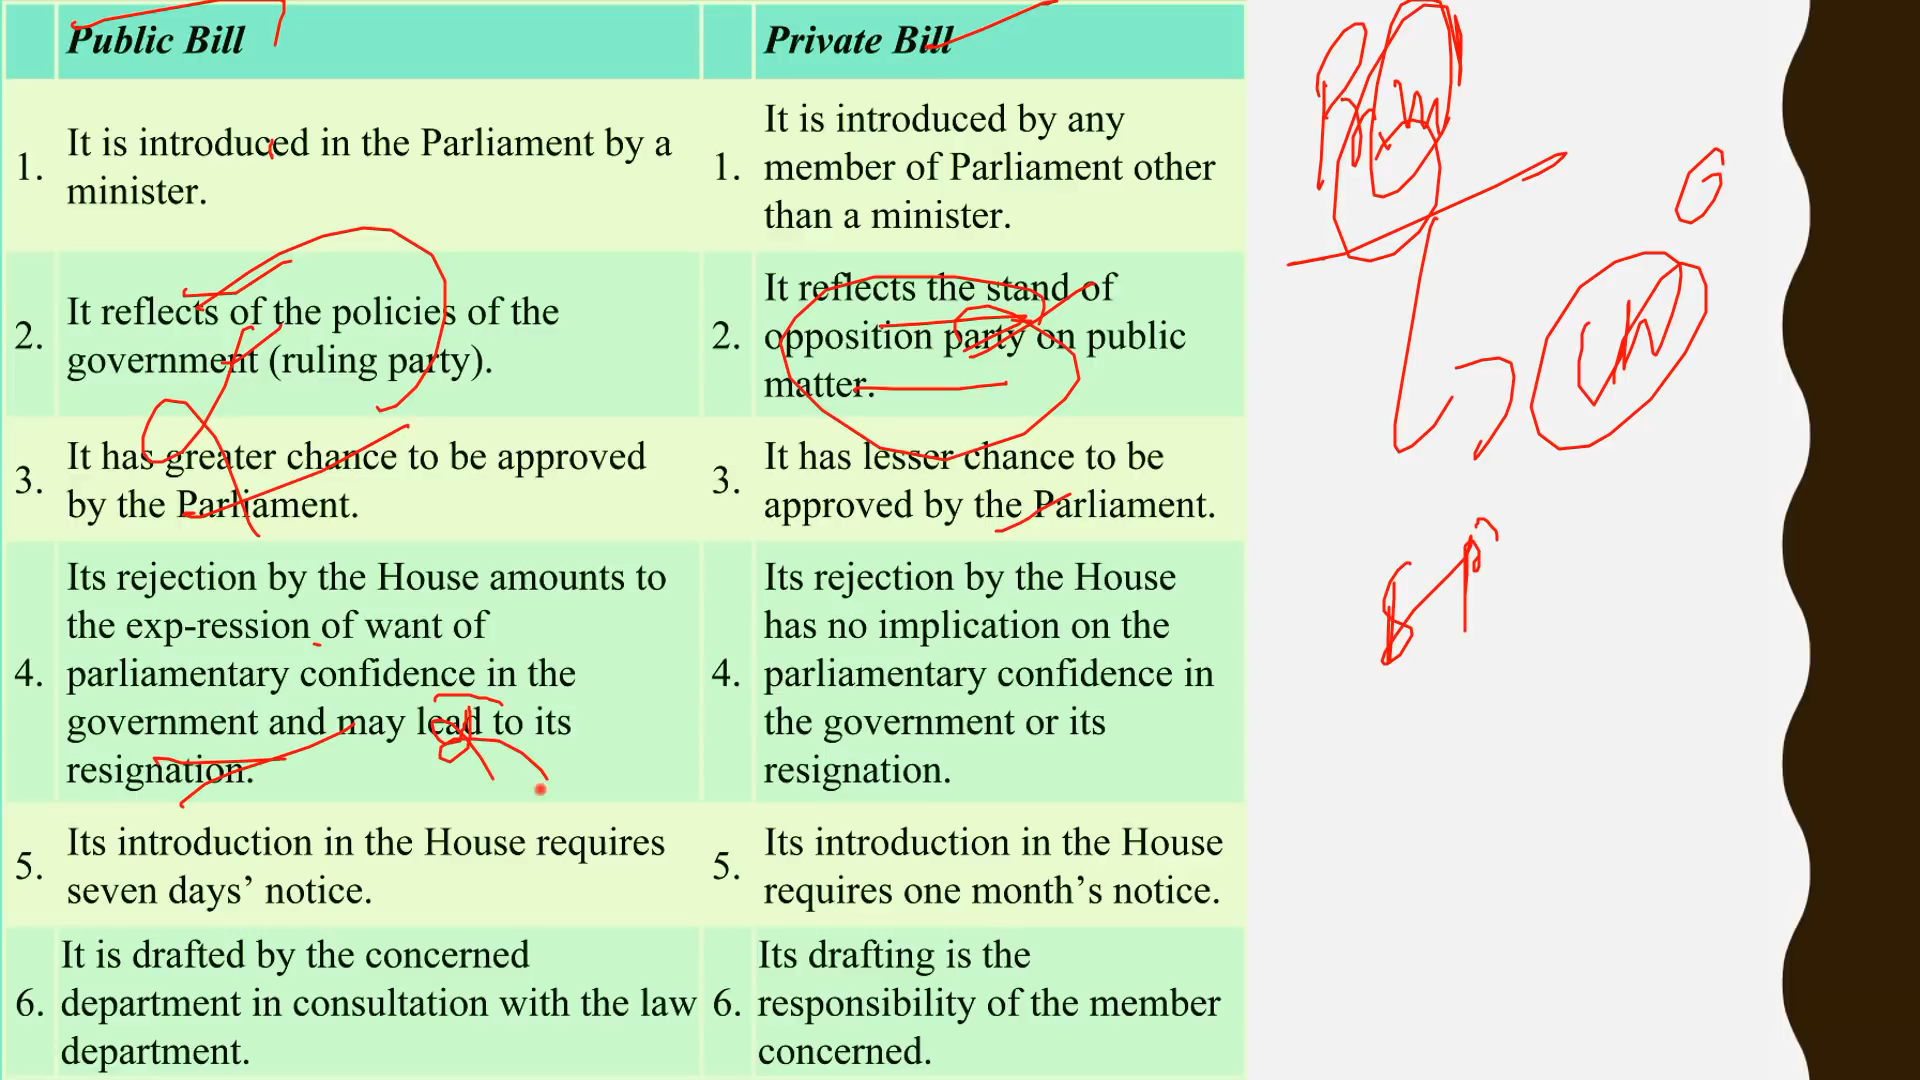 Public Bill
Private Bill
1.
It is introduced in the Parliament by a
minister.
1.
It is introduced by any
member of Parliament other
than a minister.
2.
It reflects of the policies of the
government (ruling party).
2.
It reflects the stand of
opposition party on public
matter.
3.
It has greater chance to be approved
by the Parliament.
3.
It has lesser chance to be
approved by the Parliament.
4.
Its rejection by the House amounts to
the exp-ression of want of
parliamentary confidence in the
government and may lead to its
resignation.
4.
Its rejection by the House
has no implication on the
parliamentary confidence in
the government or its
resignation.
5.
Its introduction in the House requires
seven days’ notice.
5.
Its introduction in the House
requires one month’s notice.
6.
It is drafted by the concerned
department in consultation with the law
department.
6.
Its drafting is the
responsibility of the member
concerned.